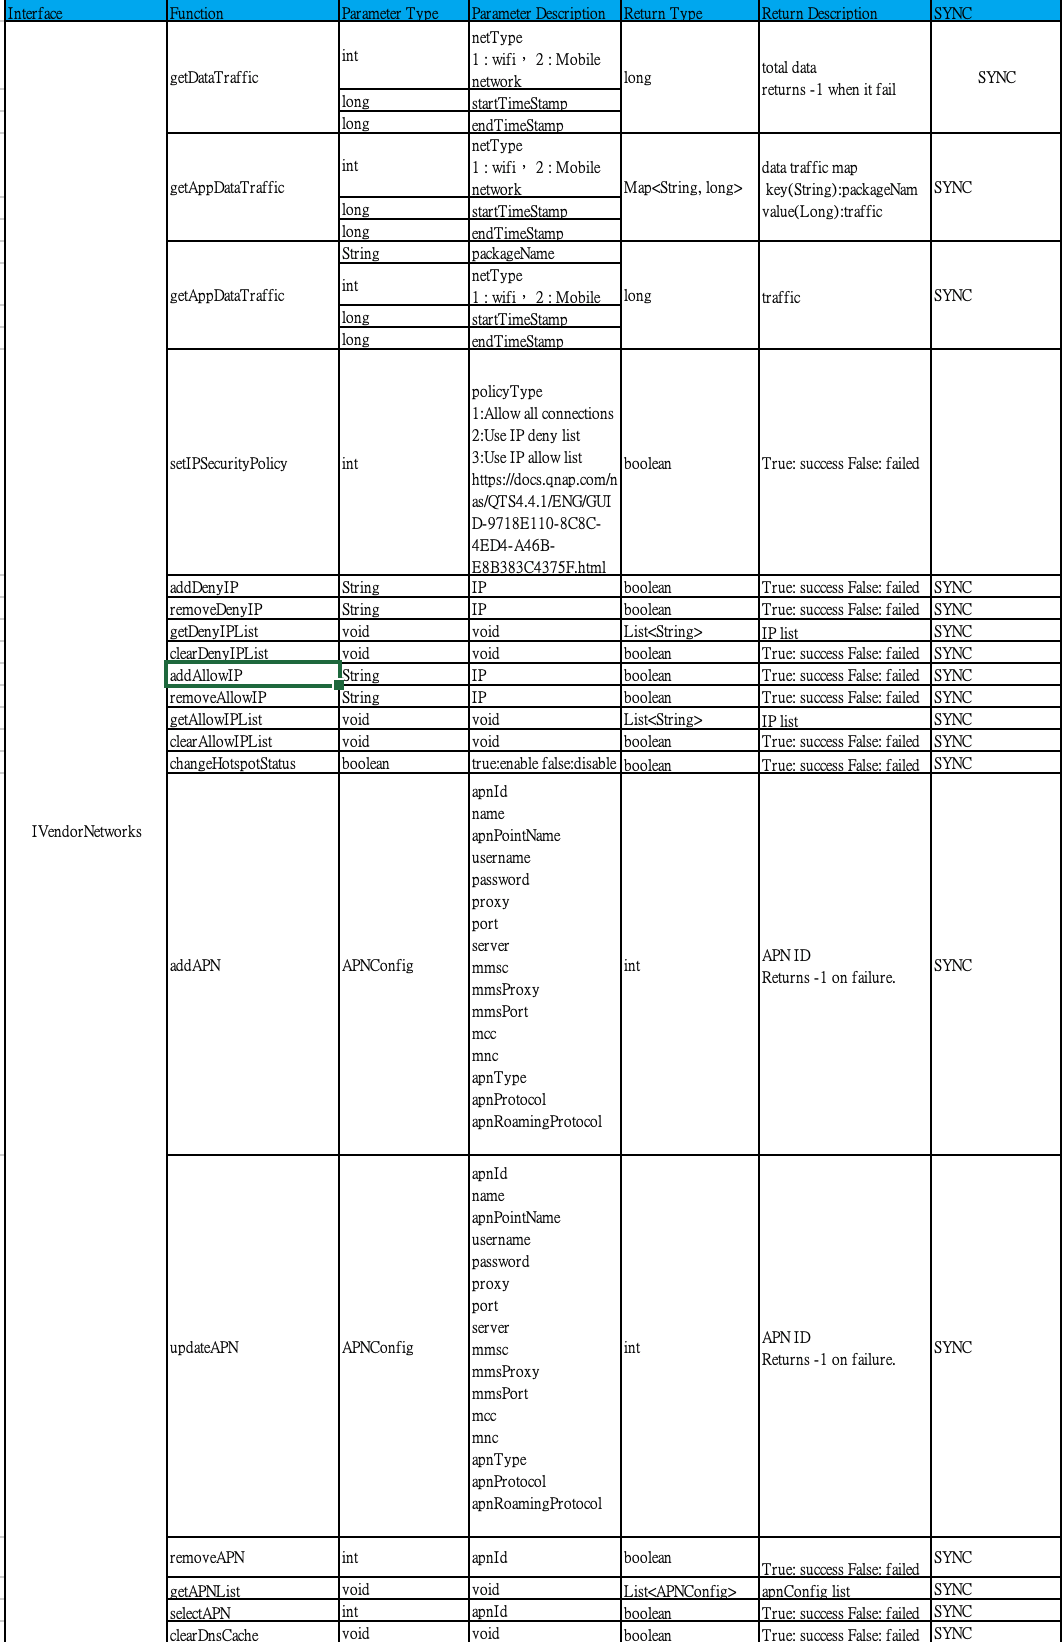 Interface Function Parameter Type Parameter Description Return Type Return Description SYNC
IVendorNetworks
getDataTraffic
int
netType
1 : wifi， 2 : Mobile
network
long
startTimeStamp
long
endTimeStamp
long
total data
returns -1 when it fail
SYNC
getAppDataTraffic
int
netType
1 : wifi， 2 : Mobile
network
long
startTimeStamp
long
endTimeStamp
Map<String, long>
data traffic map
key(String):packageNam
value(Long):traffic
SYNC
getAppDataTraffic
String
packageName
int
netType
1 : wifi， 2 : Mobile
long
startTimeStamp
long
endTimeStamp
long
traffic
SYNC
setIPSecurityPolicy
int
policyType
1:Allow all connections
2:Use IP deny list
3:Use IP allow list
https://docs.qnap.com/n
as/QTS4.4.1/ENG/GUI
D-9718E110-8C8C-
4ED4-A46B-
E8B383C4375F.html
boolean
True: success False: failed
addDenyIP String IP boolean True: success False: failed SYNC
removeDenyIP String IP boolean True: success False: failed SYNC
getDenyIPList void void List<String> IP list SYNC
clearDenyIPList void void boolean True: success False: failed SYNC
addAllowIP String IP boolean True: success False: failed SYNC
removeAllowIP String IP boolean True: success False: failed SYNC
getAllowIPList void void List<String> IP list SYNC
clearAllowIPList void void boolean True: success False: failed SYNC
changeHotspotStatus boolean true:enable false:disable boolean True: success False: failed SYNC
addAPN
APNConfig
apnId
name
apnPointName
username
password
proxy
port
server
mmsc
mmsProxy
mmsPort
mcc
mnc
apnType
apnProtocol
apnRoamingProtocol
int
APN ID
Returns -1 on failure.
SYNC
updateAPN
APNConfig
apnId
name
apnPointName
username
password
proxy
port
server
mmsc
mmsProxy
mmsPort
mcc
mnc
apnType
apnProtocol
apnRoamingProtocol
int
APN ID
Returns -1 on failure.
SYNC
removeAPN int apnId boolean True: success False: failed SYNC
getAPNList void void List<APNConfig> apnConfig list SYNC
selectAPN int apnId boolean True: success False: failed SYNC
clearDnsCache void void boolean True: success False: failed SYNC